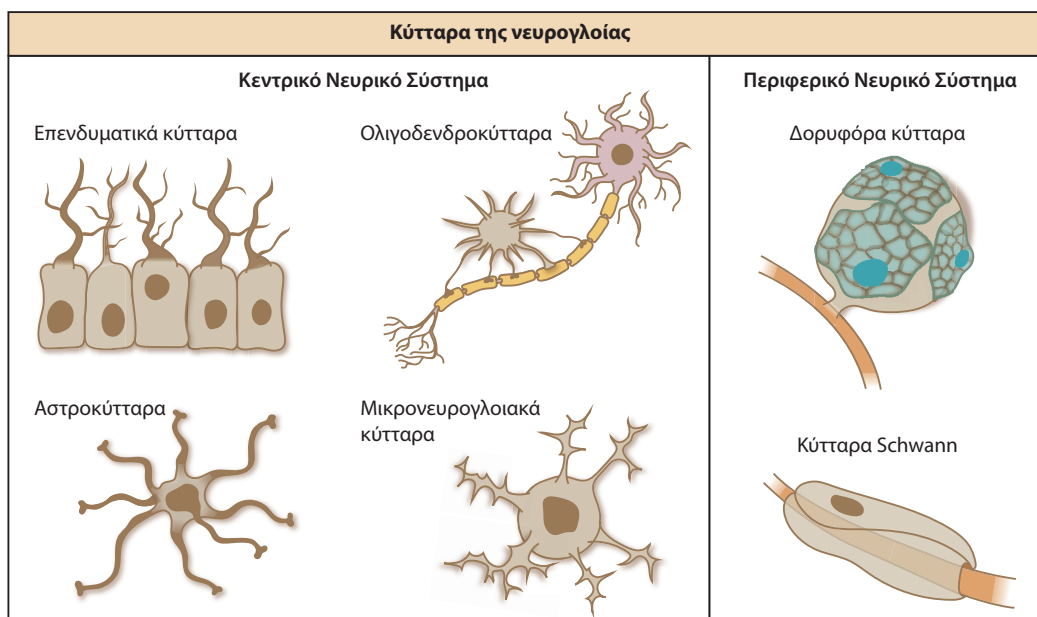 Κύτταρα της νευρογλοίας
Κεντρικό Νευρικό Σύστημα
Περιφερικό Νευρικό Σύστημα
Επενδυματικά κύτταρα
Ολιγοδενδροκύτταρα
Δορυφόρα κύτταρα
Αστροκύτταρα
Μικρονευρογλοιακά
κύτταρα
Κύτταρα Schwann